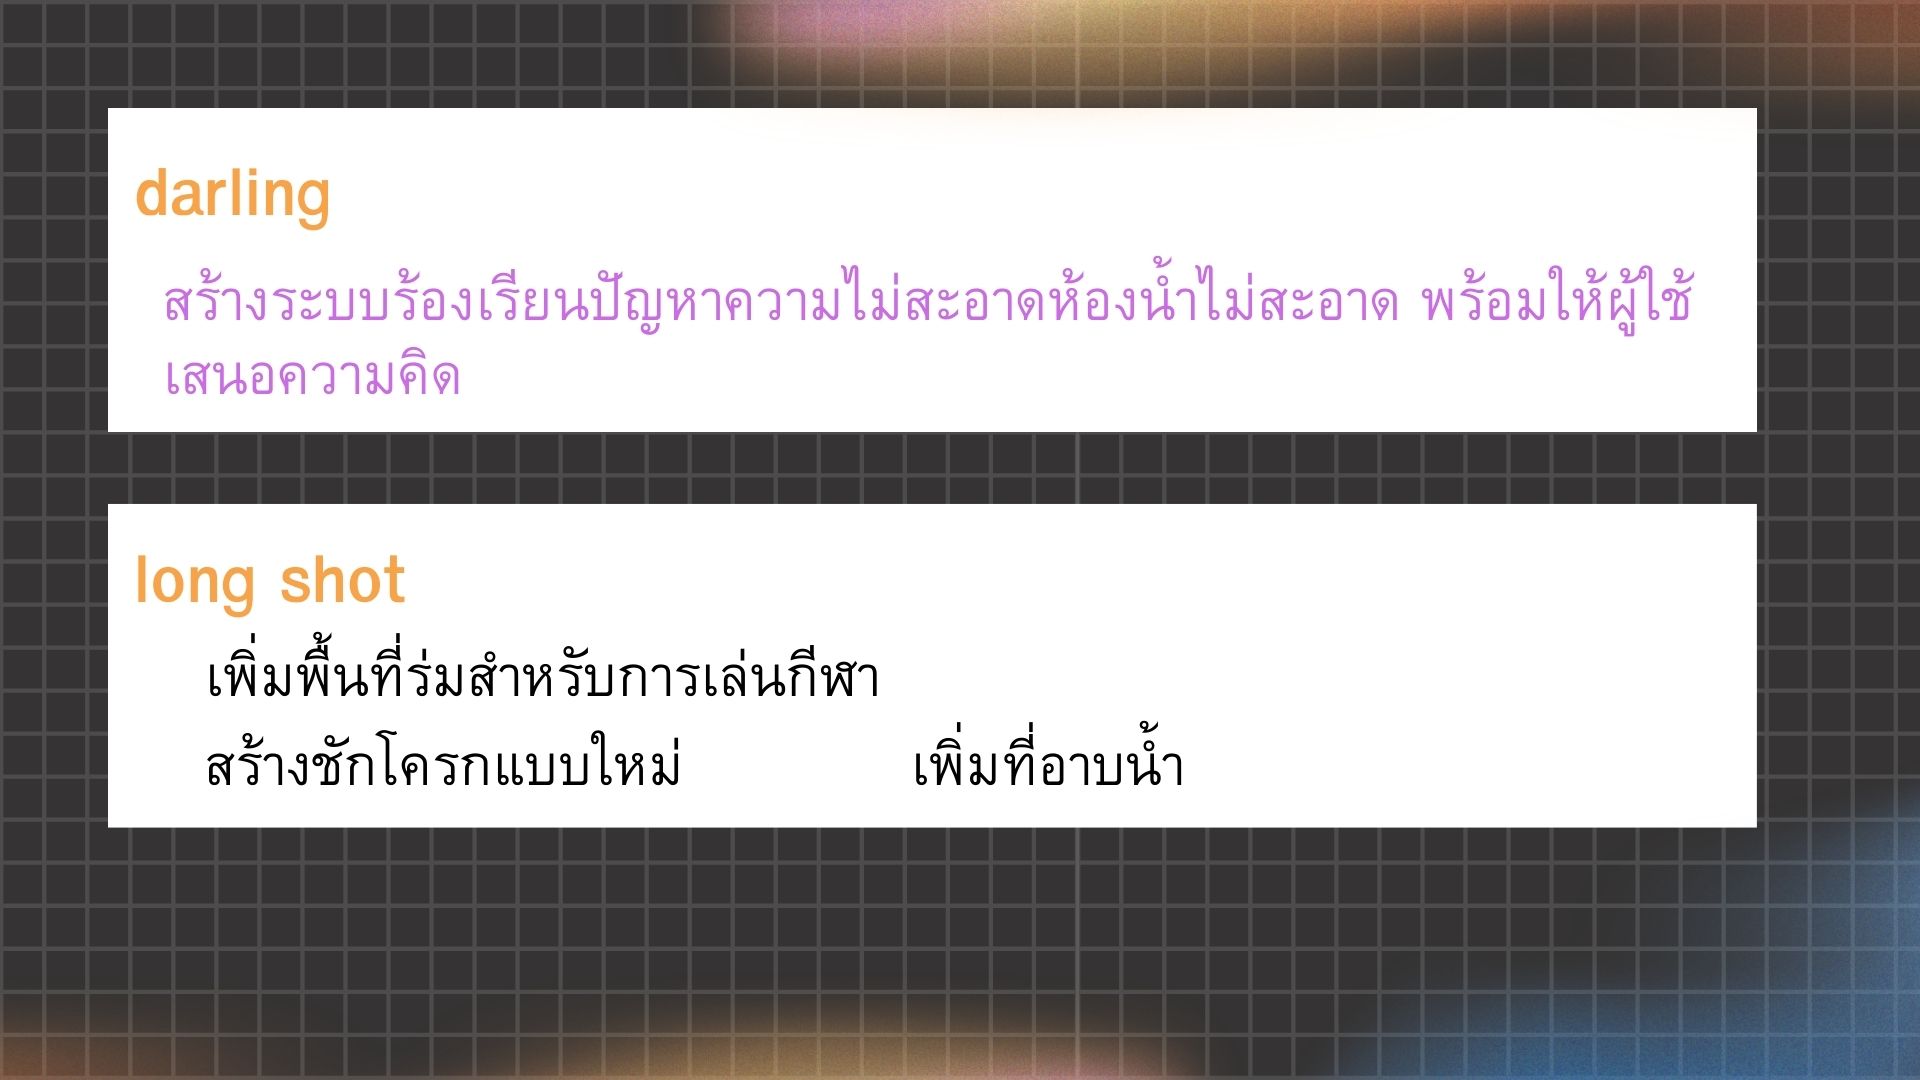 darling
สร้างระบบร้องเรียนปัญหาความไม่สะอาดห้องน้ำไม่สะอาด พร้อมให้ผู้ใช้
เสนอความคิด
long shot
เพิ่มพื้นที่ร่มสำหรับการเล่นกีฬา
สร้างชักโครกแบบใหม่ เพิ่มที่อาบน้ำ